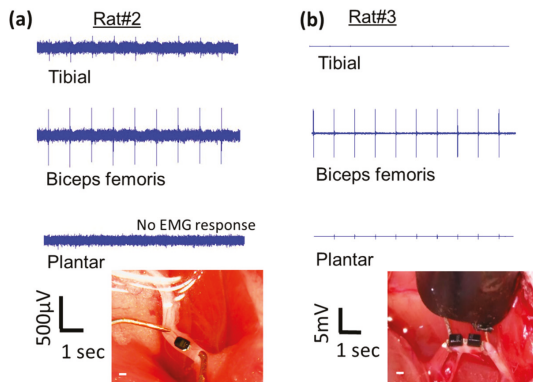 (a) Rat#2
Tibial
Biceps femoris
No EMG response
Plantar
500μV
1 sec
(b) Rat#3
Tibial
Biceps femoris
Plantar
5mV
1 sec